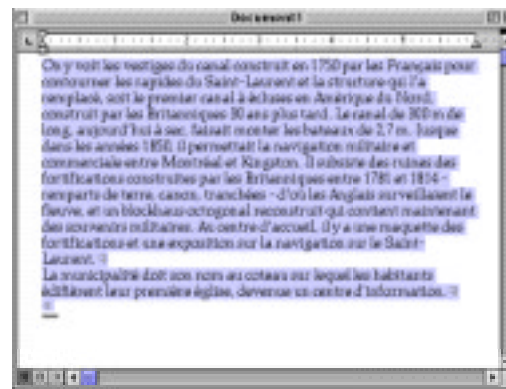 Document1
On y voit les vestiges du canal construit en 1750 par les Français pour
contourner les rapides du Saint-Laurent et la structure qui l'a
remplacé, soit le premier canal à écluses en Amérique du Nord,
construit par les Britanniques 30 ans plus tard. Le canal de 300 m de
long, aujourd'hui à sec, faisait monter les bateaux de 2,7 m. Jusque
dans les années 1850, il permettait la navigation militaire et
commerciale entre Montréal et Kingston. Il subsiste des ruines des
fortifications construites par les Britanniques entre 1781 et 1814 -
remparts de terre, canon, tranchées - d'où les Anglais surveillaient le
fleuve, et un blockhaus octogonal reconstruit qui contient maintenant
des souvenirs militaires. Au centre d'accueil, il y a une maquette des
fortifications et une exposition sur la navigation sur le Saint-
Laurent.
La municipalité doit son nom au coteau sur lequel les habitants
édifièrent leur première église, devenue un centre d'information.